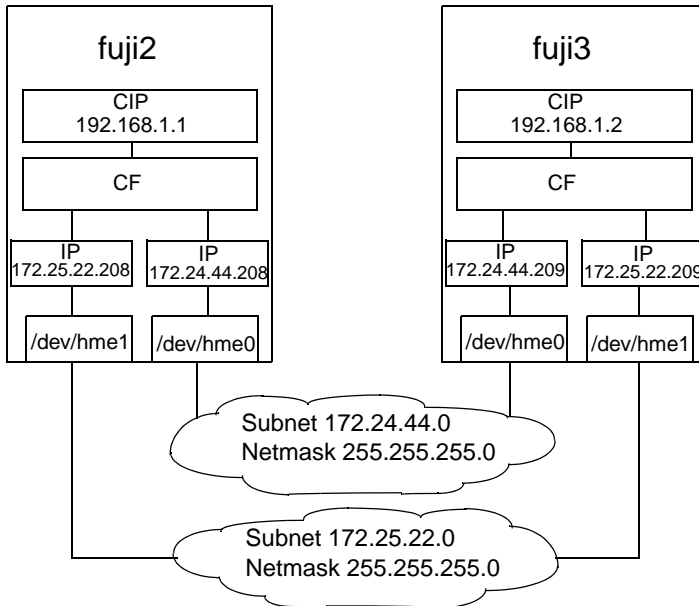 fuji2
CIP
192.168.1.1
CF
IP
172.25.22.208
IP
172.24.44.208
/dev/hme1
/dev/hme0
fuji3
CIP
192.168.1.2
CF
IP
172.24.44.209
IP
172.25.22.209
/dev/hme0
/dev/hme1
Subnet 172.24.44.0
Netmask 255.255.255.0
Subnet 172.25.22.0
Netmask 255.255.255.0